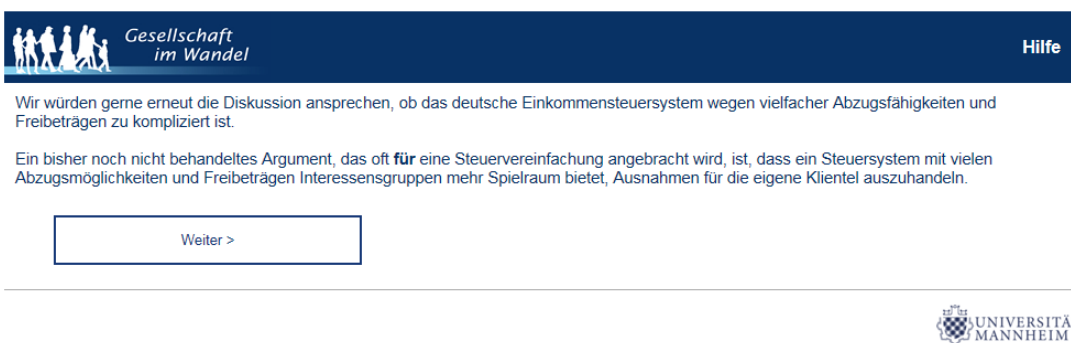 Gesellschaft
im Wandel
Hilfe
Wir würden gerne erneut die Diskussion ansprechen, ob das deutsche Einkommensteuersystem wegen vielfacher Abzugsfähigkeiten und
Freibeträgen zu kompliziert ist.
Ein bisher noch nicht behandeltes Argument, das oft für eine Steuervereinfachung angebracht wird, ist, dass ein Steuersystem mit vielen
Abzugsmöglichkeiten und Freibeträgen Interessensgruppen mehr Spielraum bietet, Ausnahmen für die eigene Klientel auszuhandeln.
Weiter >
UNIVERSITÄ
MANNHEIM